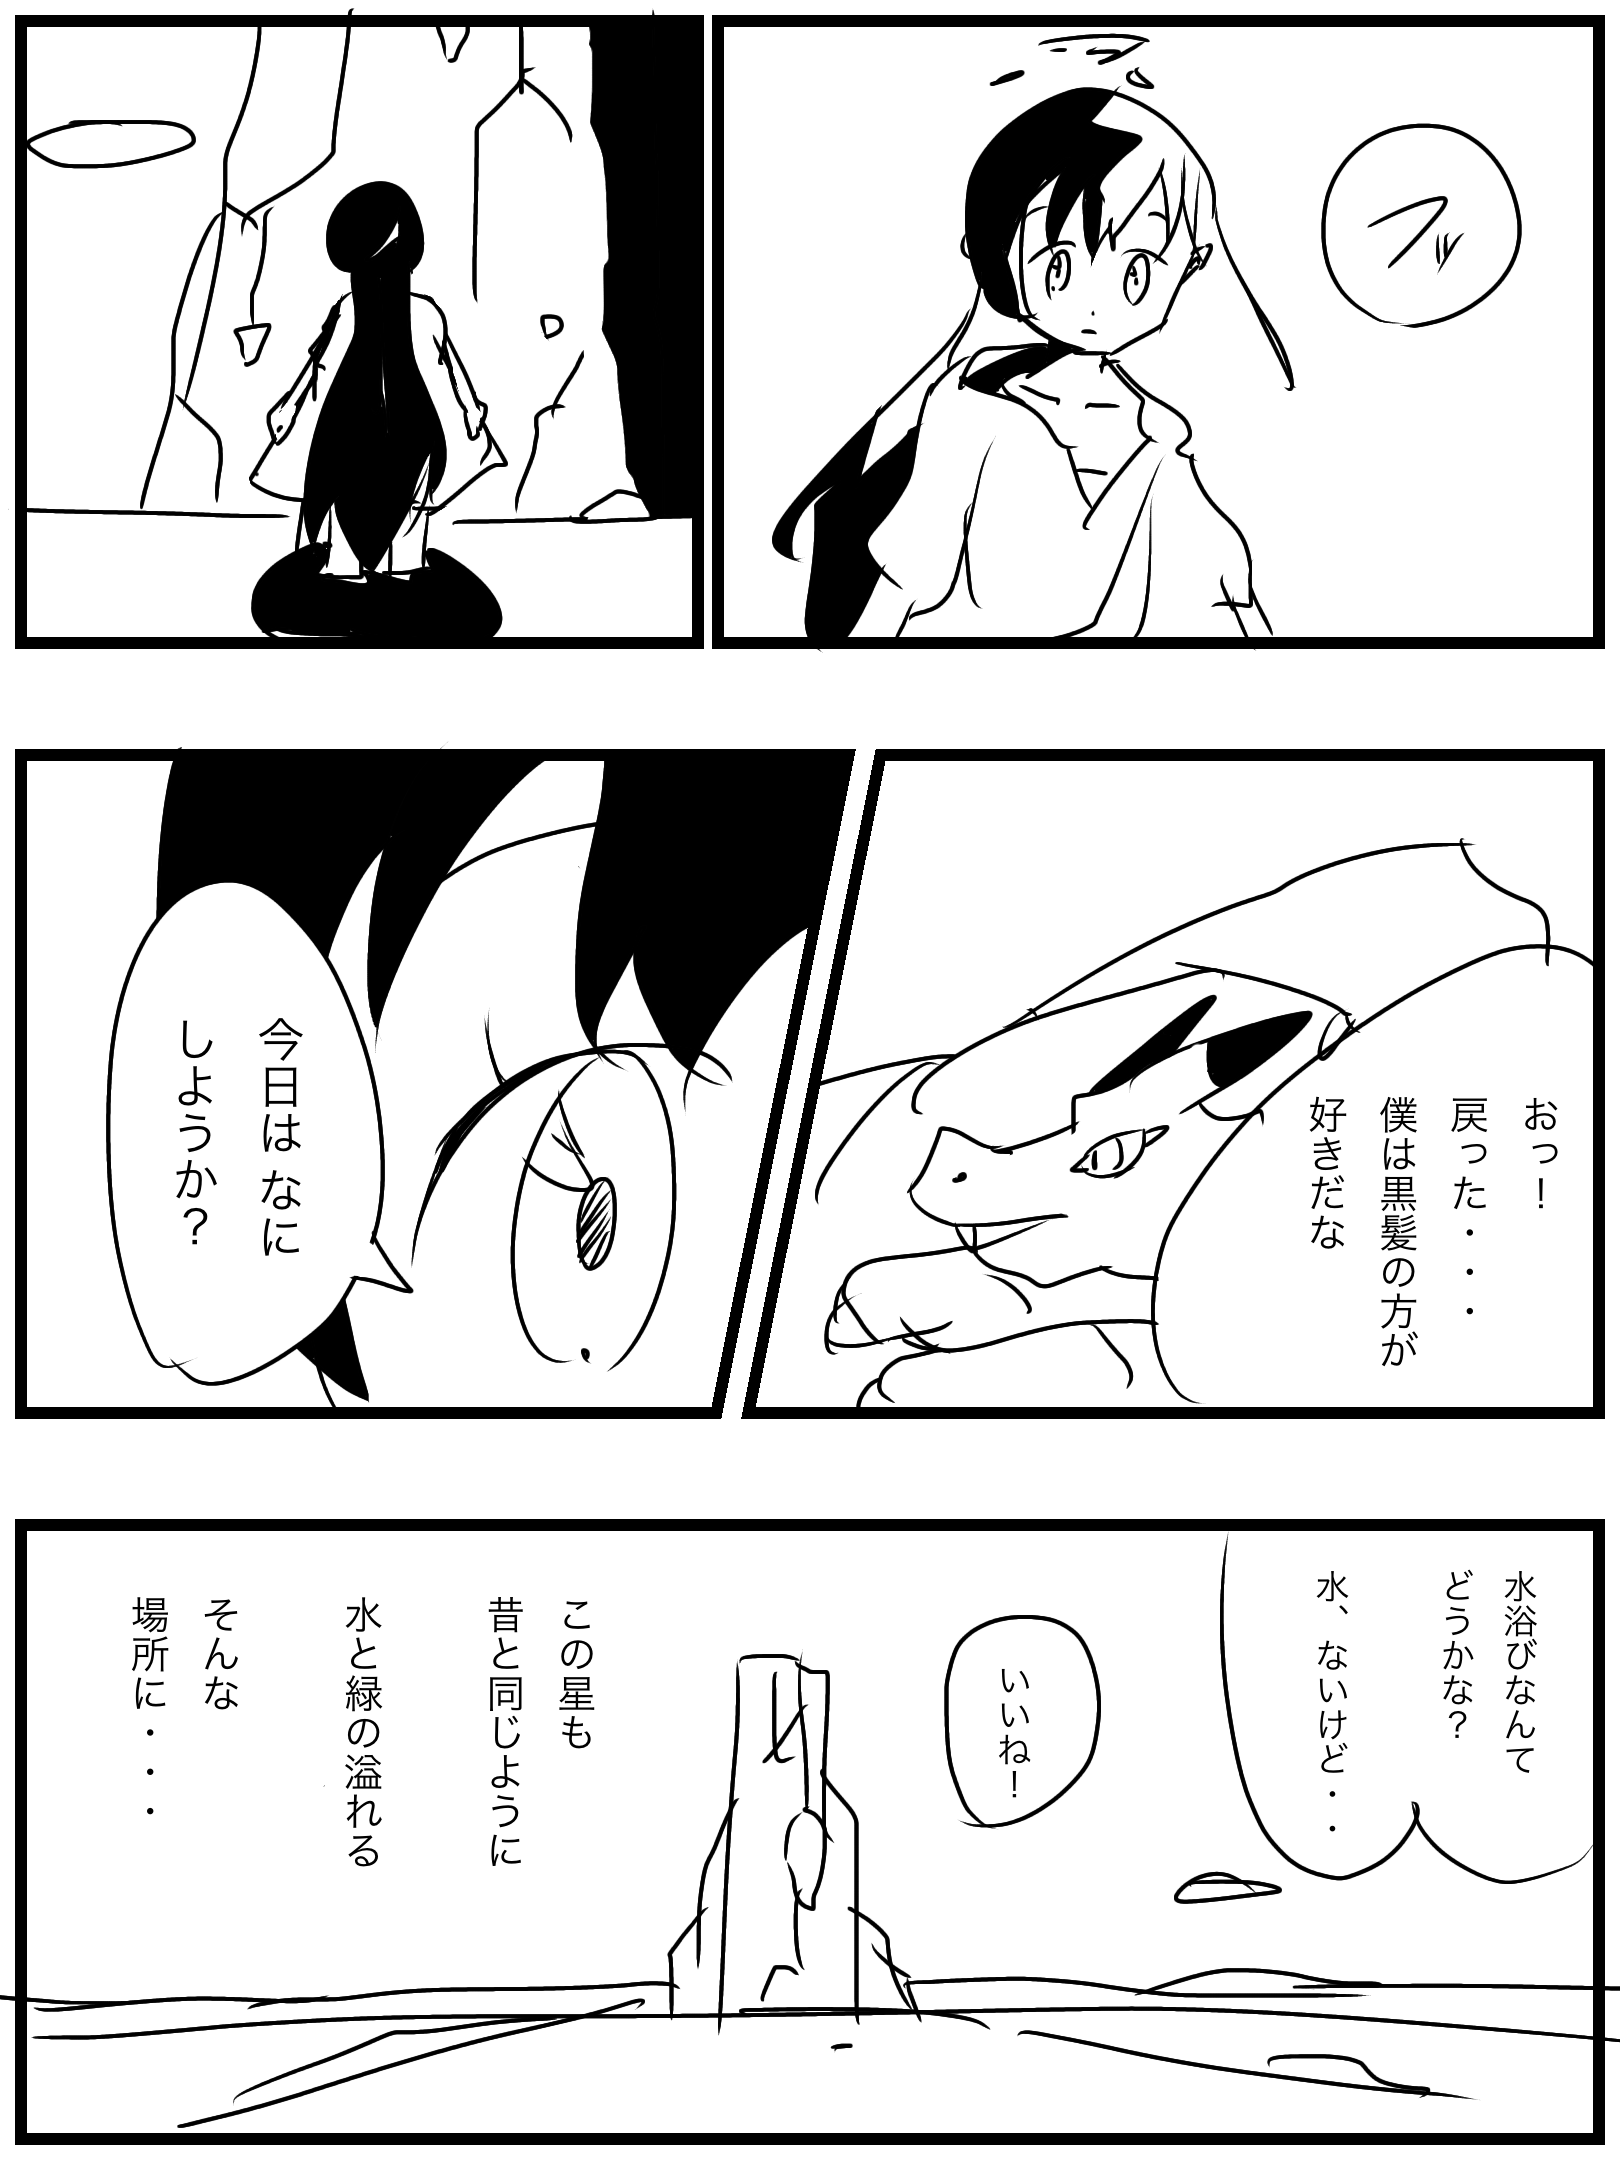 フッ
おっ！
戻った・・・
僕は黒髪の方が
好きだな
今日は なに
しようか？
水浴びなんて
どうかな？
水、ないけど・・
いいね！
この星も
昔と同じように
水と緑の溢れる
そんな
場所に・・・